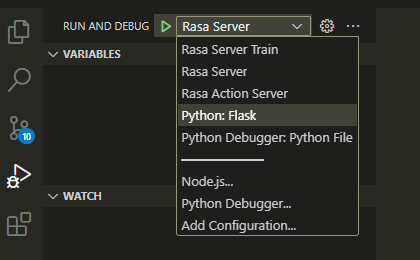 RUN AND DEBUG Rasa Server ...
VARIABLES
Rasa Server Train
Rasa Server
Rasa Action Server
Python: Flask
10
Python Debugger: Python File
Node.js...
WATCH
Python Debugger...
Add Configuration...